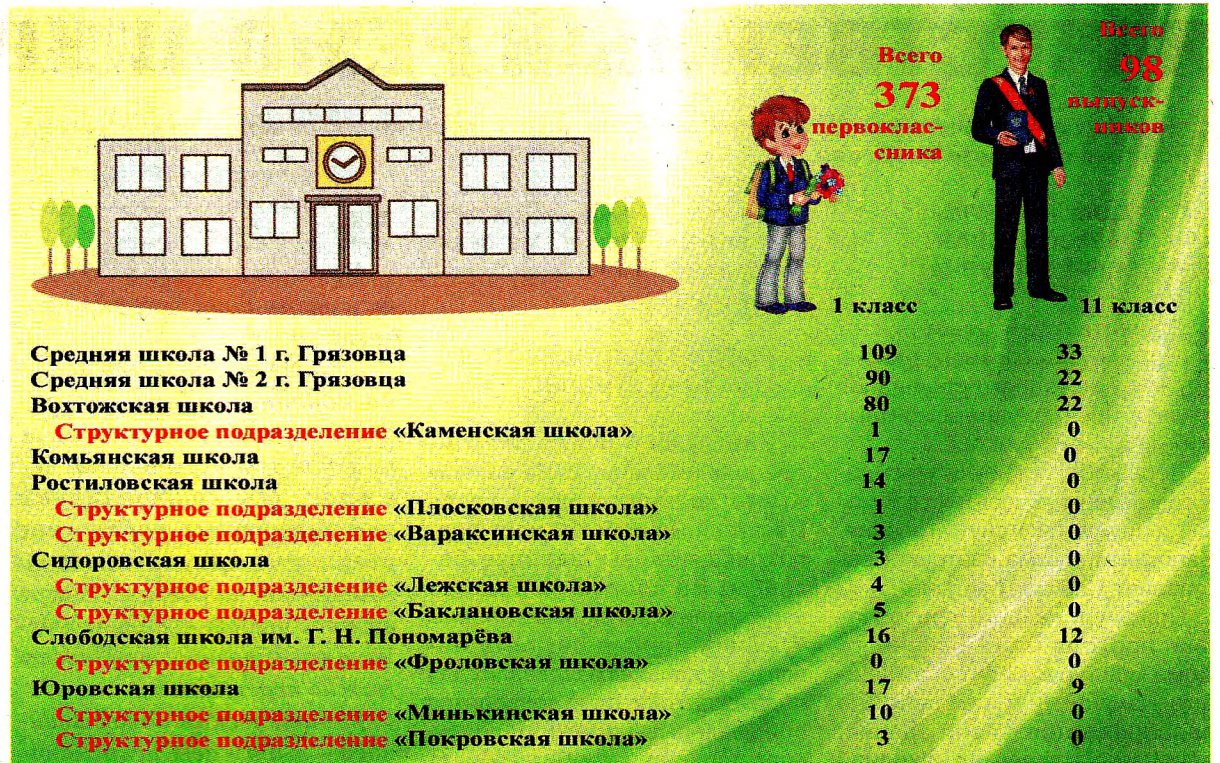 Всего
373
первоклас-
сника
Всего
98
выпуск-
ников
1 класс
11 класс
Средняя школа № 1 г. Грязовца 109 33
Средняя школа № 2 г. Грязовца 90 22
Вохтожская школа 80 22
Структурное подразделение «Каменская школа» 1 0
Комьянская школа 17 0
Ростиловская школа 14 0
Структурное подразделение «Плосковская школа» 1 0
Структурное подразделение «Вараксинская школа» 3 0
Сидоровская школа 3 0
Структурное подразделение «Лежская школа» 4 0
Структурное подразделение «Баклановская школа» 5 0
Слободская школа им. Г. Н. Пономарёва 16 12
Структурное подразделение «Фроловская школа» 0 0
Юровская школа 17 9
Структурное подразделение «Минькинская школа» 10 0
Структурное подразделение «Покровская школа» 3 0